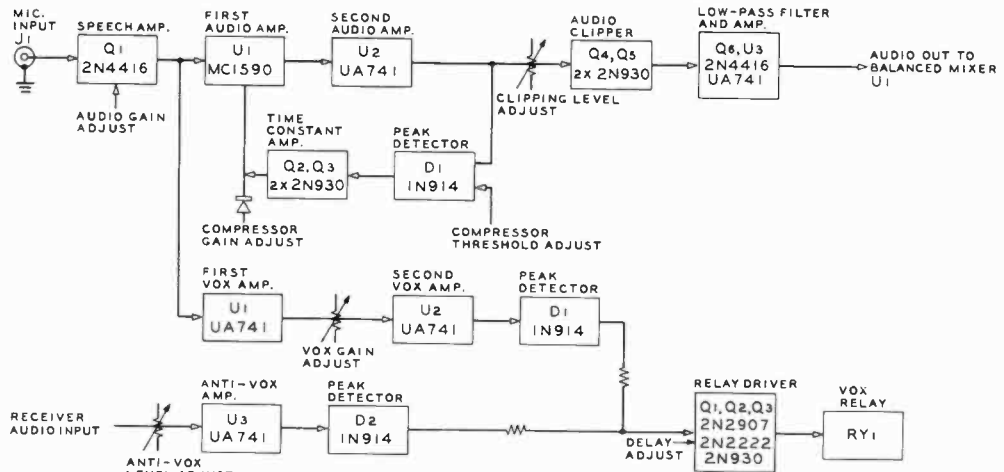 MIC.
INPUT
J1
SPEECH AMP.
Q1
2N4416
AUDIO GAIN
ADJUST
FIRST
AUDIO AMP.
U1
MC1590
SECOND
AUDIO AMP.
U2
UA741
CLIPPING LEVEL
ADJUST
AUDIO
CLIPPER
Q4, Q5
2x 2N930
LOW-PASS FILTER
AND AMP.
Q6, U3
2N4416
UA741
AUDIO OUT TO
BALANCED MIXER
U1
TIME
CONSTANT
AMP.
Q2, Q3
2x 2N930
PEAK
DETECTOR
D1
1N914
COMPRESSOR
GAIN ADJUST
COMPRESSOR
THRESHOLD ADJUST
FIRST
VOX AMP.
U1
UA741
VOX GAIN
ADJUST
SECOND
VOX AMP.
U2
UA741
PEAK
DETECTOR
D1
1N914
RECEIVER
AUDIO INPUT
ANTI-VOX
ANTI-VOX
AMP.
U3
UA741
PEAK
DETECTOR
D2
1N914
RELAY DRIVER
Q1, Q2, Q3
2N2907
2N2222
2N930
DELAY
ADJUST
VOX
RELAY
RY1